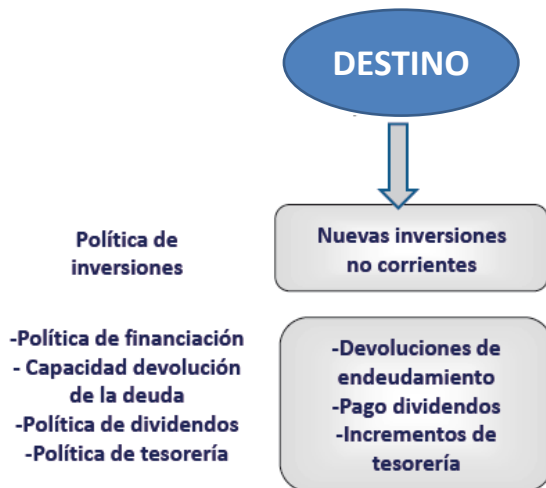 DESTINO
Política de
inversiones
Nuevas inversiones
no corrientes
-Política de financiación
- Capacidad devolución
de la deuda
-Política de dividendos
-Política de tesorería
-Devoluciones de
endeudamiento
-Pago dividendos
-Incrementos de
tesorería